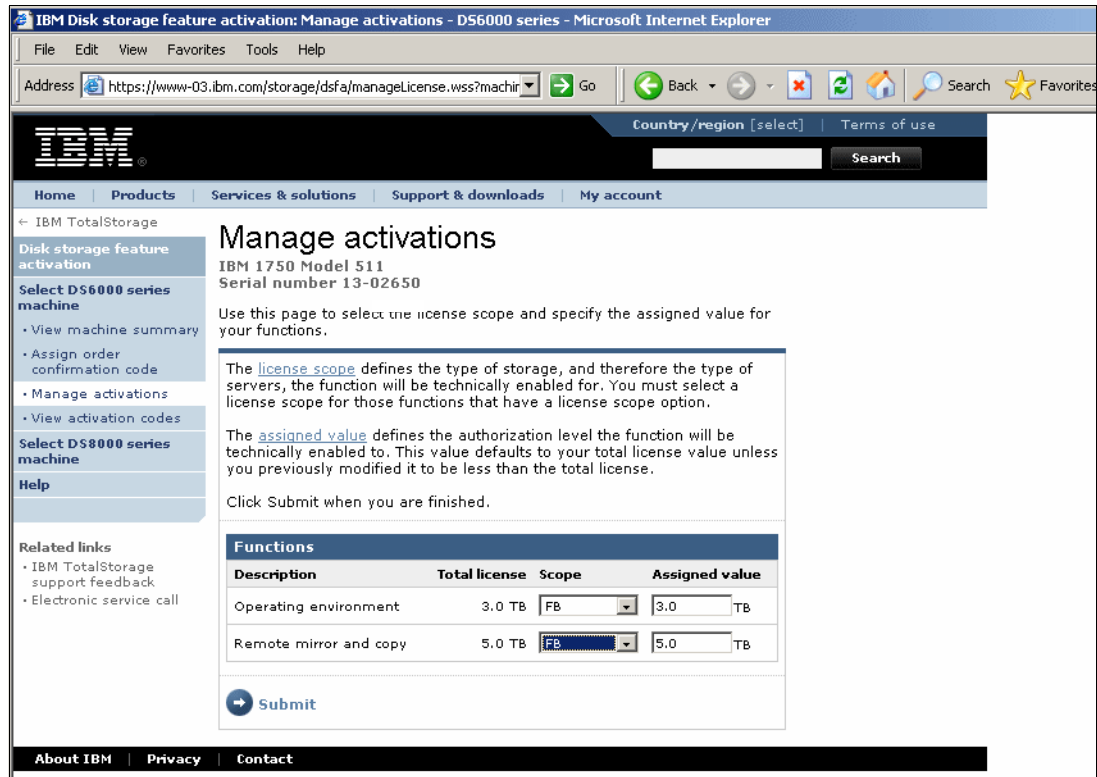 IBM Disk storage feature activation: Manage activations - DS6000 series - Microsoft Internet Explorer
File Edit View Favorites Tools Help
Address https://www-03.ibm.com/storage/dsfa/manageLicense.wss?machin Go Back Search Favorites
Country/region [select] | Terms of use
IBM®
Search
Home | Products | Services & solutions | Support & downloads | My account
← IBM TotalStorage
Disk storage feature
activation
Select DS6000 series
machine
• View machine summary
• Assign order
confirmation code
• Manage activations
• View activation codes
Select DS8000 series
machine
Help
Related links
• IBM TotalStorage
support feedback
• Electronic service call
Manage activations
IBM 1750 Model 511
Serial number 13-02650
Use this page to select the license scope and specify the assigned value for
your functions.
The license scope defines the type of storage, and therefore the type of
servers, the function will be technically enabled for. You must select a
license scope for those functions that have a license scope option.
The assigned value defines the authorization level the function will be
technically enabled to. This value defaults to your total license value unless
you previously modified it to be less than the total license.
Click Submit when you are finished.
Functions
Description Total license Scope Assigned value
Operating environment 3.0 TB FB 3.0 TB
Remote mirror and copy 5.0 TB FB 5.0 TB
Submit
About IBM | Privacy | Contact